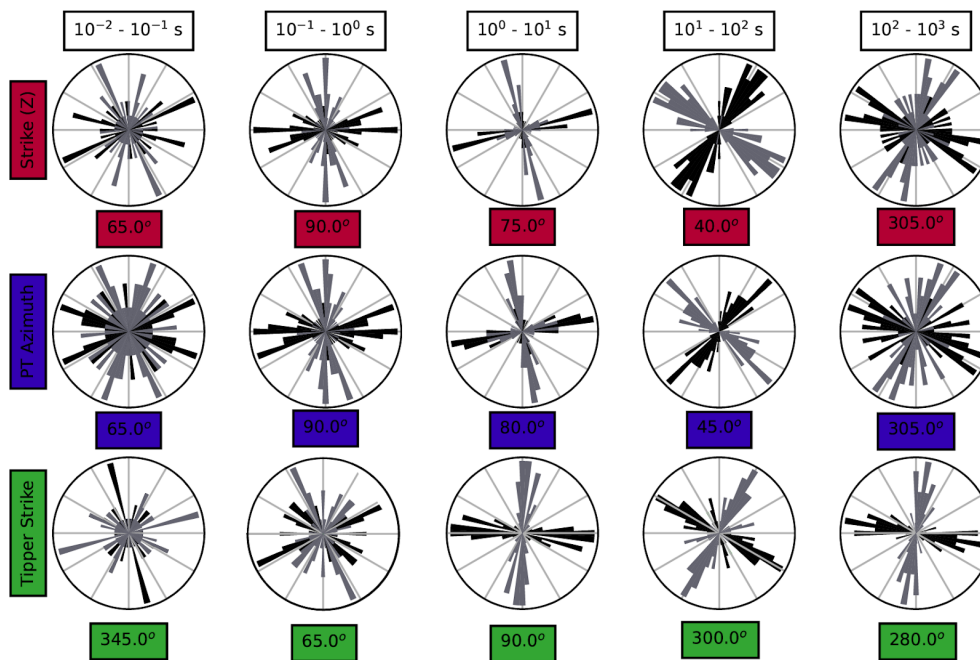 10⁻² - 10⁻¹ s
10⁻¹ - 10⁰ s
10⁰ - 10¹ s
10¹ - 10² s
10² - 10³ s
Strike (Z)
65.0°
90.0°
75.0°
40.0°
305.0°
PT Azimuth
65.0°
90.0°
80.0°
45.0°
305.0°
Tipper Strike
345.0°
65.0°
90.0°
300.0°
280.0°